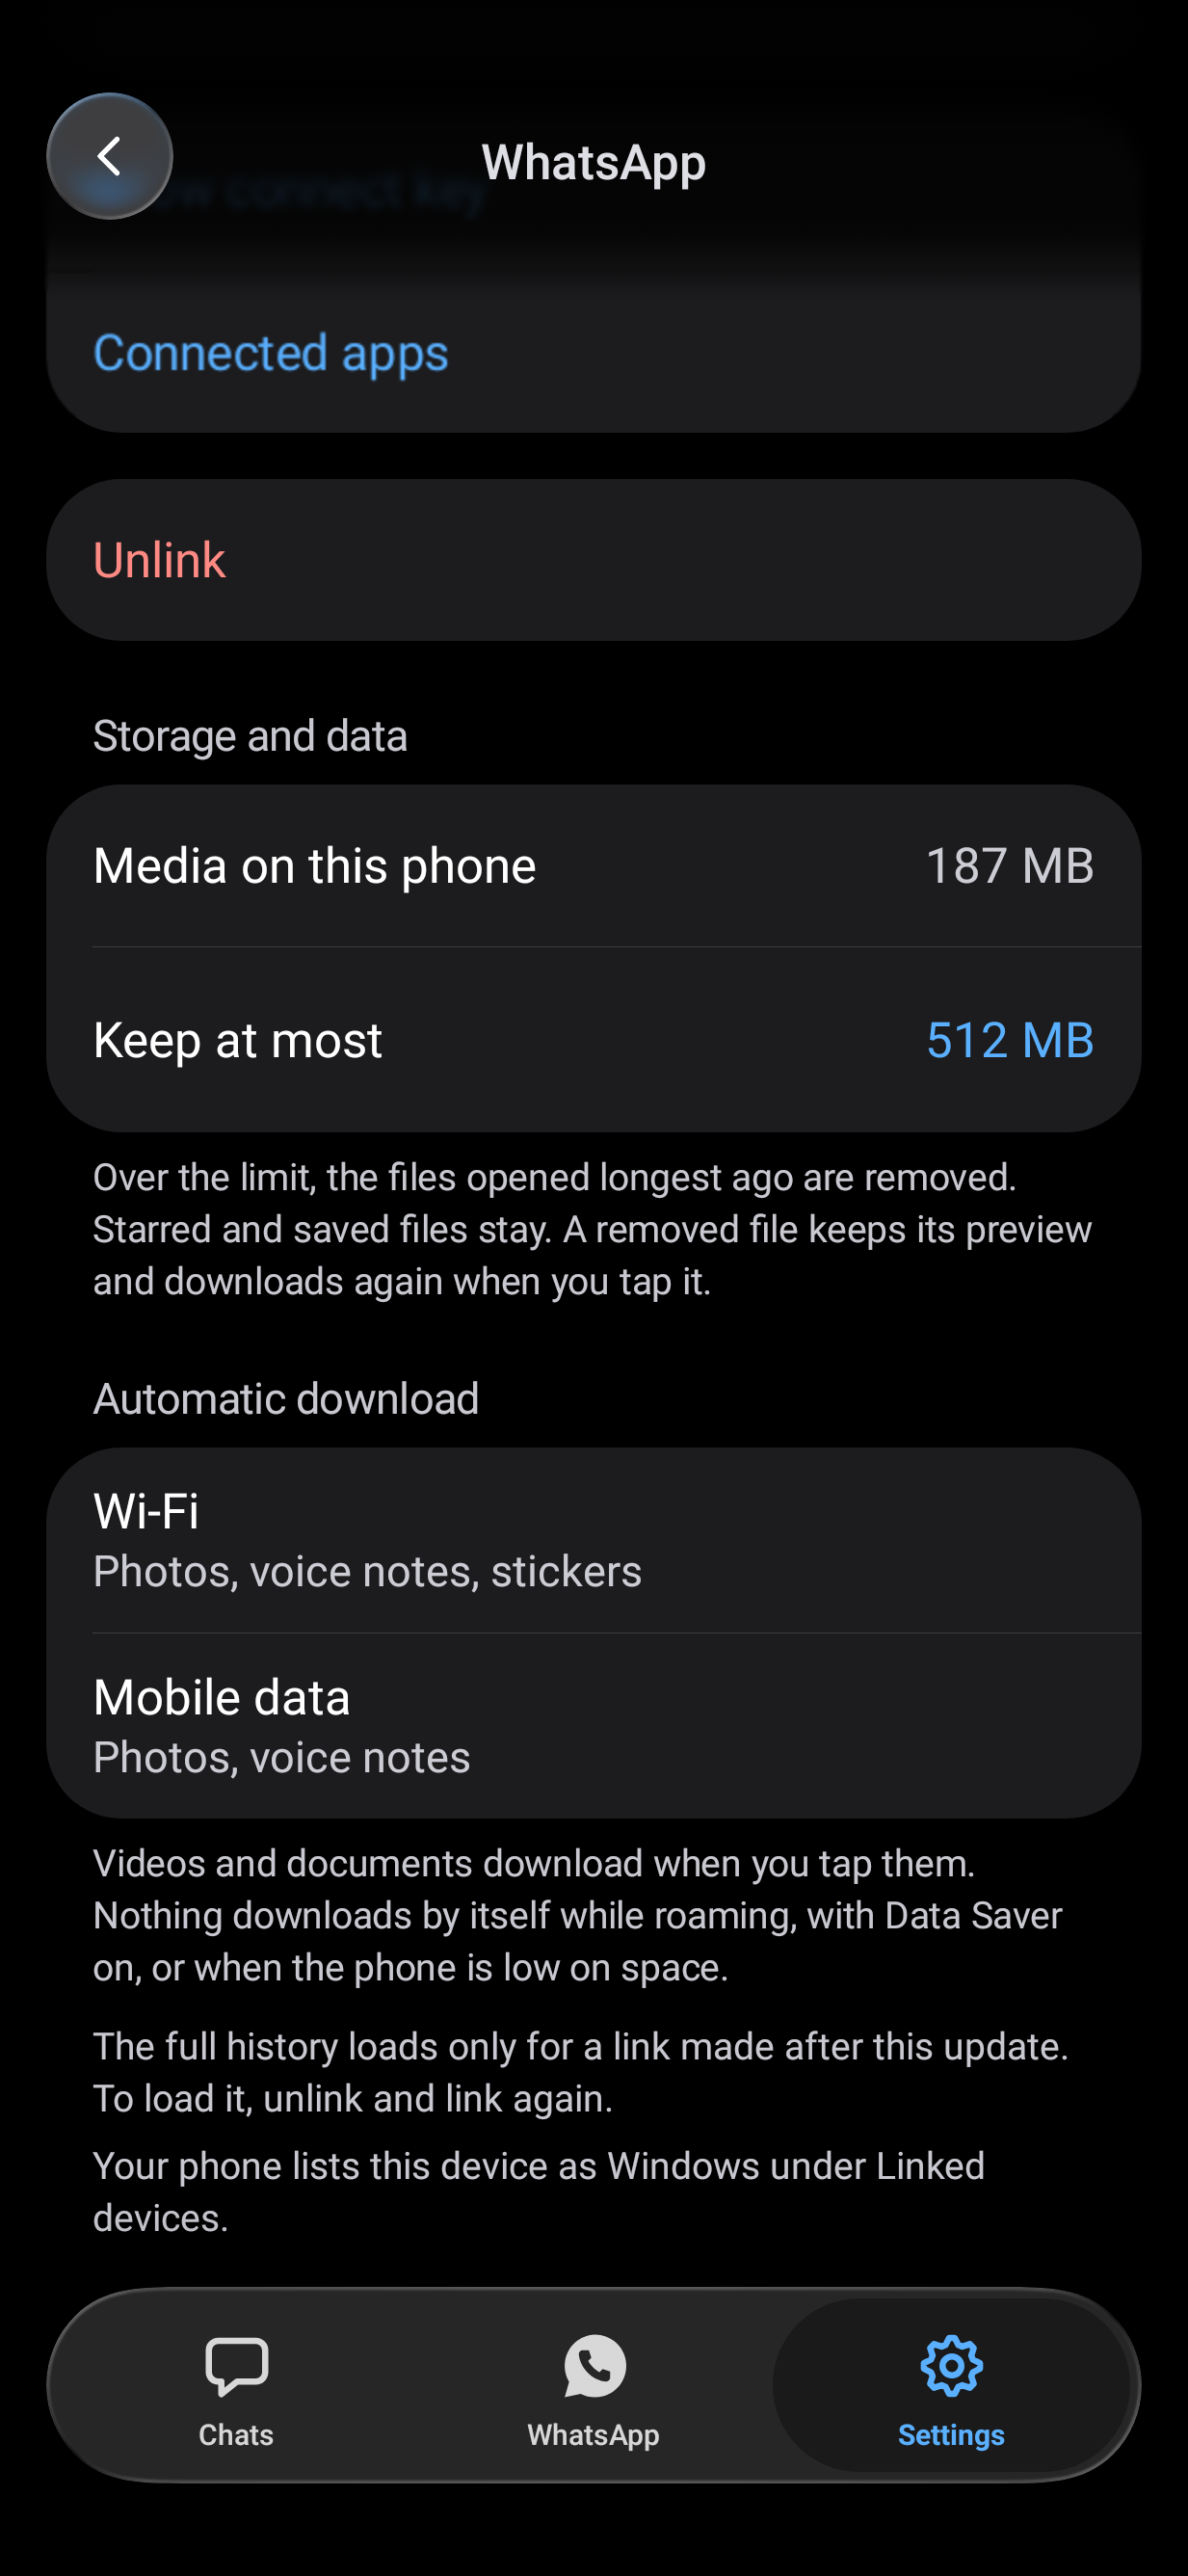 WhatsApp
connect key
Connected apps
Unlink
Storage and data
Media on this phone 187 MB
Keep at most 512 MB
Over the limit, the files opened longest ago are removed.
Starred and saved files stay. A removed file keeps its preview
and downloads again when you tap it.
Automatic download
Wi-Fi
Photos, voice notes, stickers
Mobile data
Photos, voice notes
Videos and documents download when you tap them.
Nothing downloads by itself while roaming, with Data Saver
on, or when the phone is low on space.
The full history loads only for a link made after this update.
To load it, unlink and link again.
Your phone lists this device as Windows under Linked
devices.
Chats WhatsApp Settings